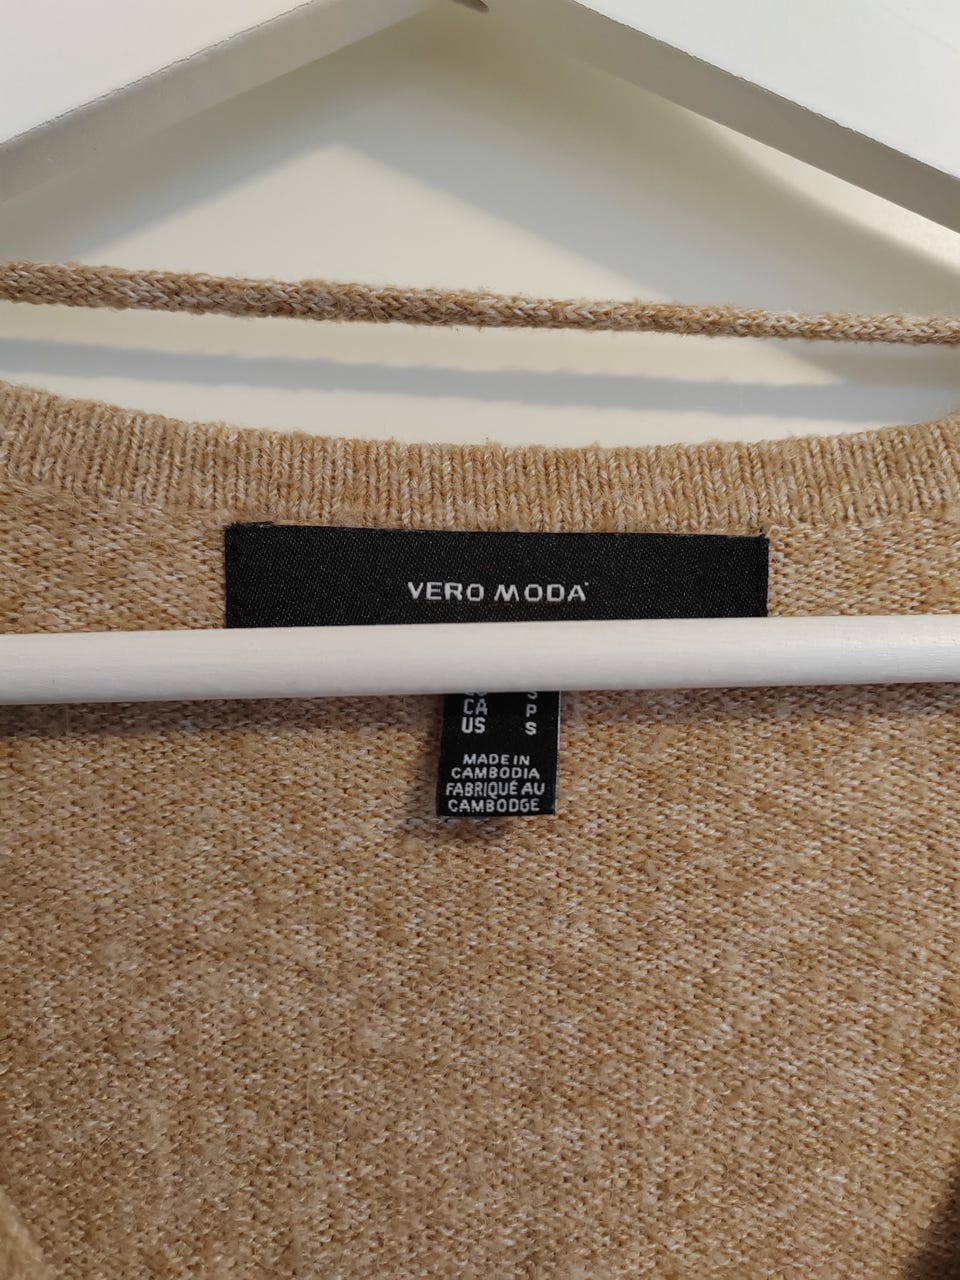 VERO MODA
CA P
US S
MADE IN
CAMBODIA
FABRIQUÉ AU
CAMBODGE